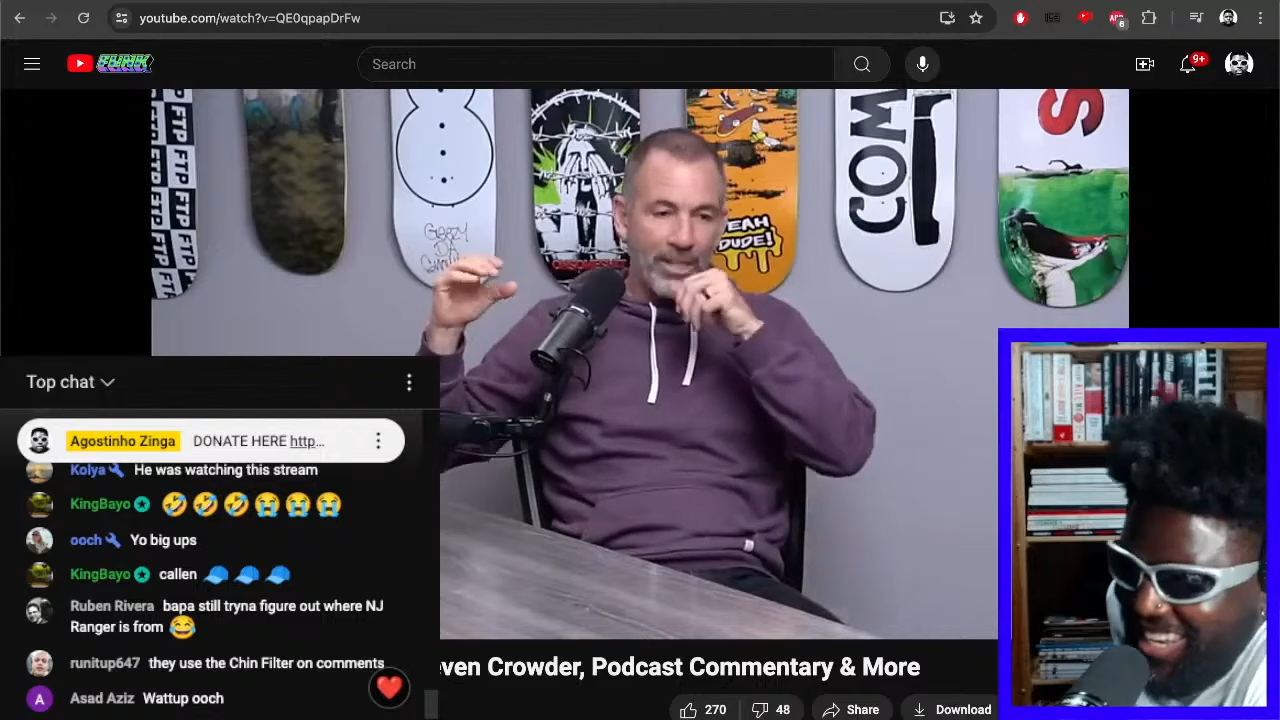 youtube.com/watch?v=QE0qpapDrFw
6
Search
9+
FTP
FTP
FTP
FTP
YEAH
DUDE!
COM
S
Top chat
Agostinho Zinga DONATE HERE http...
Kolya He was watching this stream
KingBayo 🤣🤣🤣😭😭😭
ooch Yo big ups
KingBayo callen 🧢🧢🧢
Ruben Rivera bapa still tryna figure out where NJ
Ranger is from 😂
runitup647 they use the Chin Filter on comments
A
Asad Aziz Wattup ooch
ven Crowder, Podcast Commentary & More
270
48
Share
Download